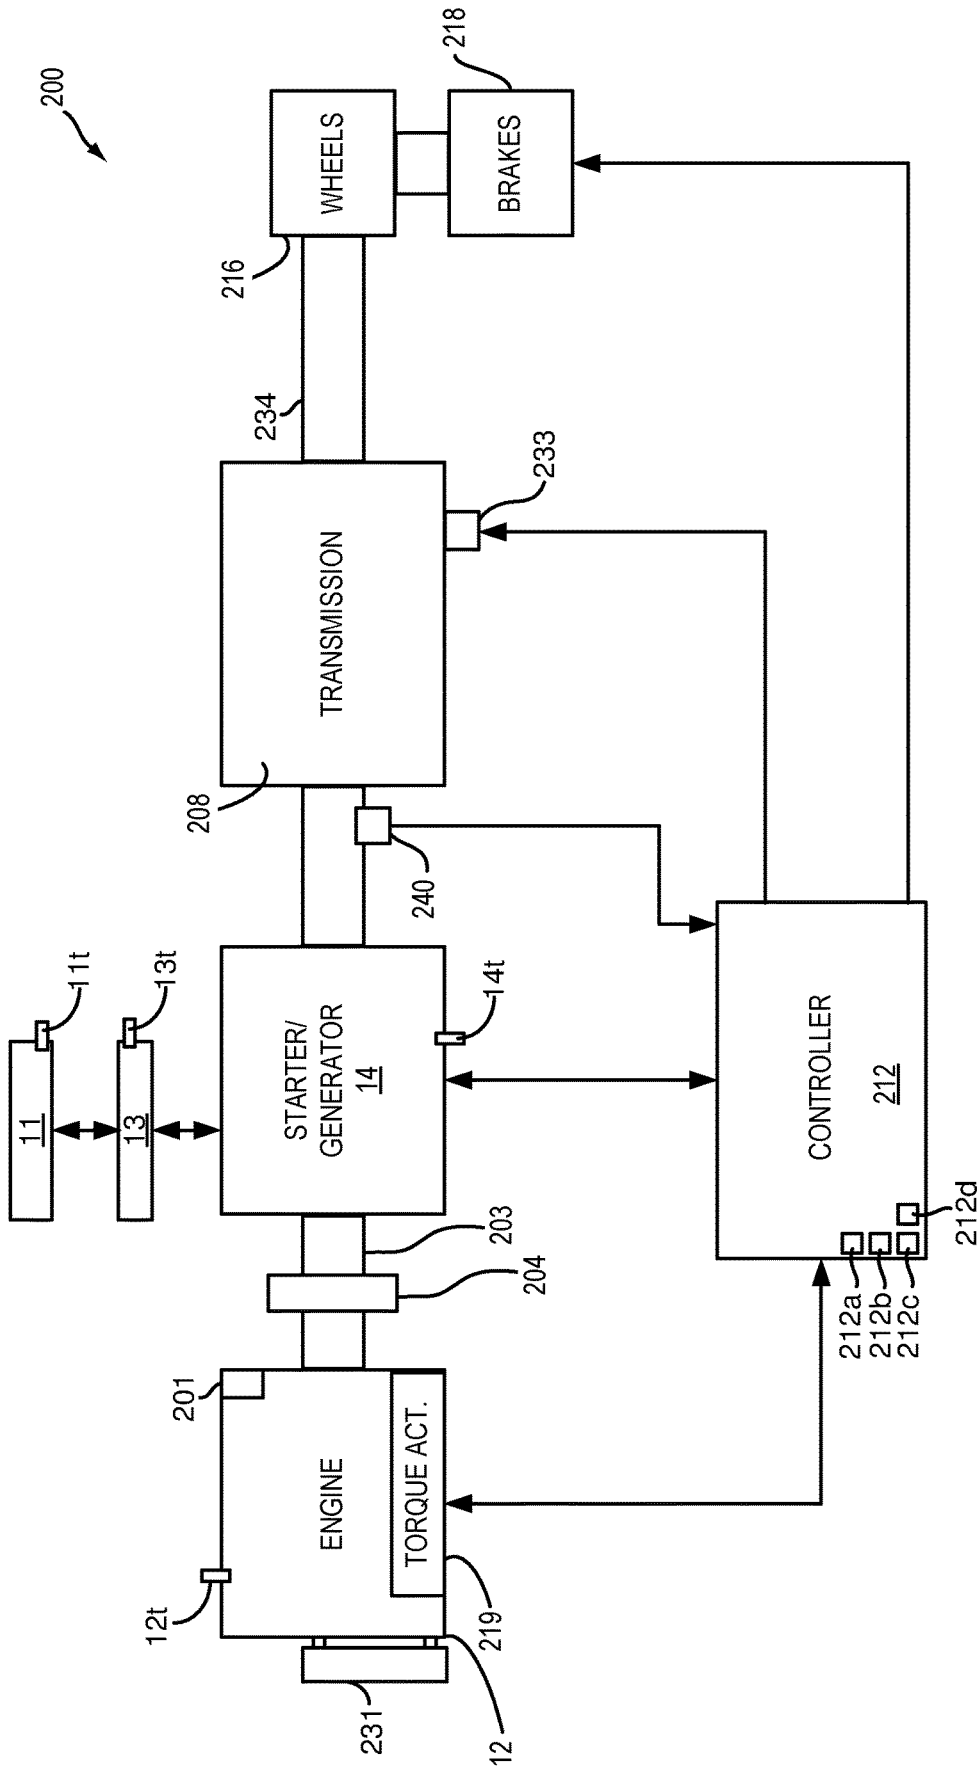 200
218
WHEELS
BRAKES
216
234
233
TRANSMISSION
208
240
11t
13t
14t
11
13
STARTER/
GENERATOR
14
CONTROLLER
212
203
204
212a
212b
212c
212d
201
ENGINE
TORQUE ACT.
12t
219
231
12